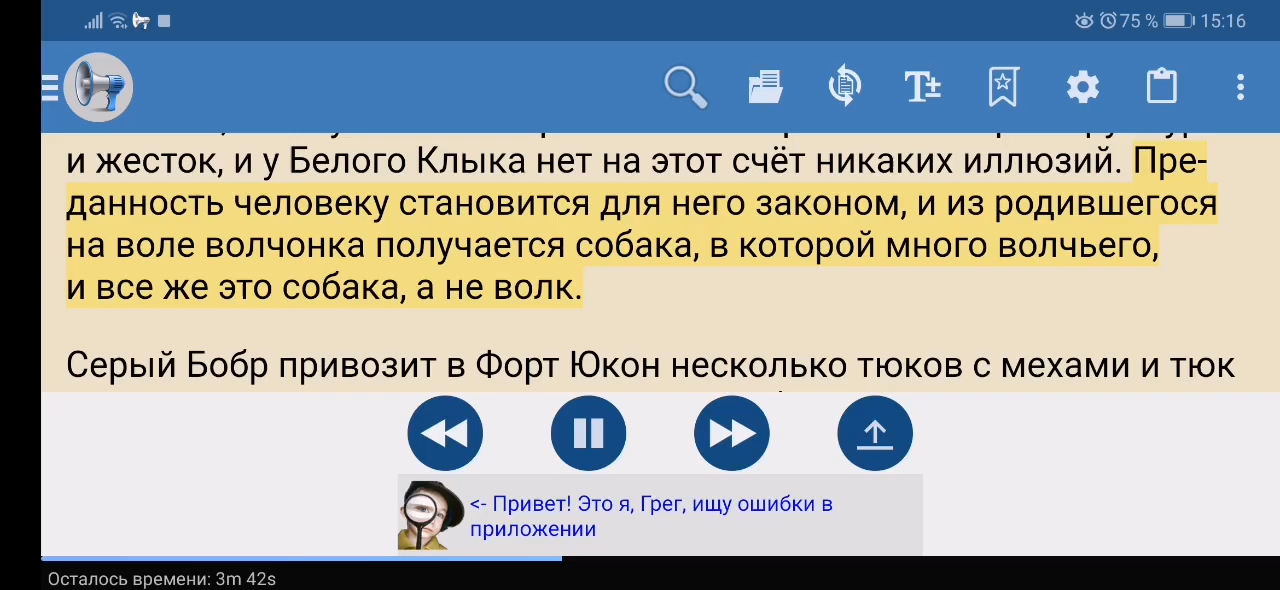 75 % 15:16
и жесток, и у Белого Клыка нет на этот счёт никаких иллюзий. Пре-
данность человеку становится для него законом, и из родившегося
на воле волчонка получается собака, в которой много волчьего,
и все же это собака, а не волк.
Серый Бобр привозит в Форт Юкон несколько тюков с мехами и тюк
<- Привет! Это я, Грег, ищу ошибки в
приложении
Осталось времени: 3m 42s